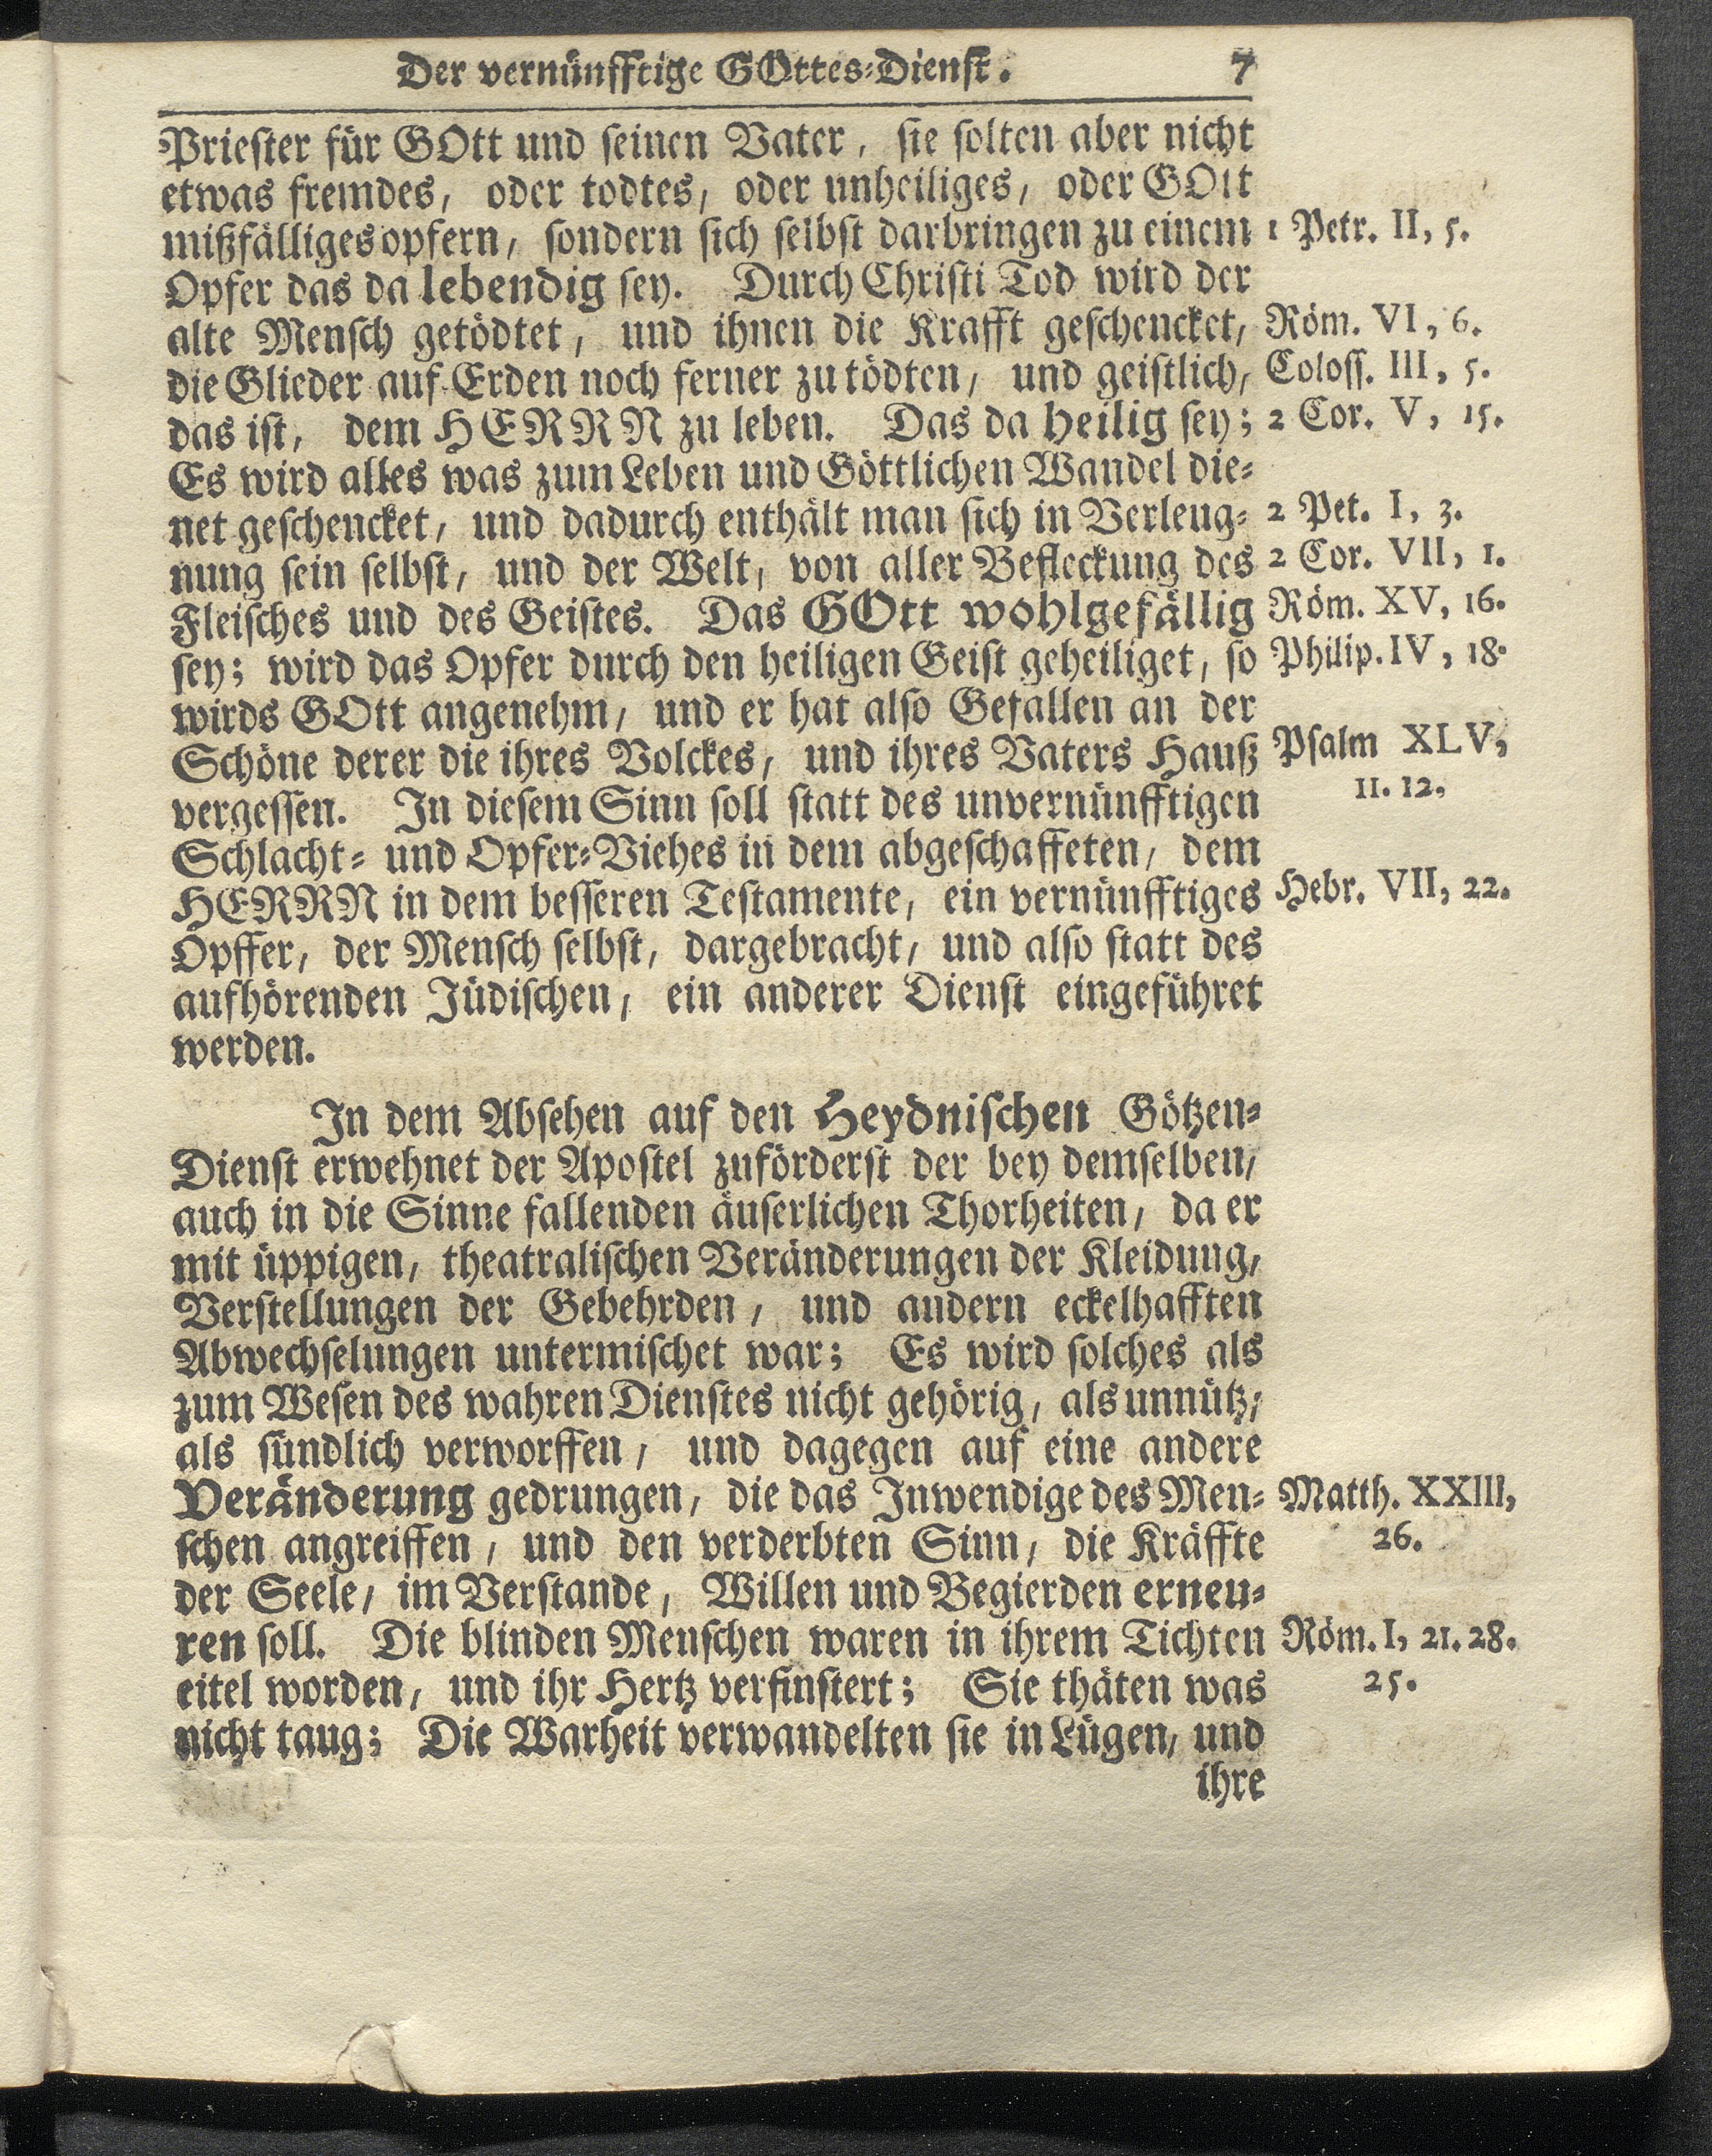 Der vernünfftige GOttes-Dienst. 7
Priester für GOtt und seinen Vater, sie solten aber nicht
etwas fremdes, oder todtes, oder unheiliges, oder GOtt
mißfälliges opfern, sondern sich selbst darbringen zu einem 1 Petr. II, 5.
Opfer das da lebendig sey. Durch Christi Tod wird der
alte Mensch getödtet, und ihnen die Krafft geschencket, Röm. VI, 6.
die Glieder auf Erden noch ferner zu tödten, und geistlich, Coloss. III, 5.
das ist, dem HERRN zu leben. Das da heilig sey; 2 Cor. V, 15.
Es wird alles was zum Leben und Göttlichen Wandel die-
net geschencket, und dadurch enthält man sich in Verleug- 2 Pet. I, 3.
nung sein selbst, und der Welt, von aller Befleckung des 2 Cor. VII, 1.
Fleisches und des Geistes. Das GOtt wohlgefällig Röm. XV, 16.
sey; wird das Opfer durch den heiligen Geist geheiliget, so Philip. IV, 18.
wirds GOtt angenehm, und er hat also Gefallen an der
Schöne derer die ihres Volckes, und ihres Vaters Hauß Psalm XLV,
vergessen. In diesem Sinn soll statt des unvernünfftigen 11. 12.
Schlacht- und Opfer-Viehes in dem abgeschaffeten, dem
HERRN in dem besseren Testamente, ein vernünfftiges Hebr. VII, 22.
Opffer, der Mensch selbst, dargebracht, und also statt des
aufhörenden Jüdischen, ein anderer Dienst eingeführet
werden.
In dem Absehen auf den Heydnischen Götzen-
Dienst erwehnet der Apostel zuförderst der bey demselben,
auch in die Sinne fallenden äuserlichen Thorheiten, da er
mit üppigen, theatralischen Veränderungen der Kleidung,
Verstellungen der Gebehrden, und andern eckelhafften
Abwechselungen untermischet war; Es wird solches als
zum Wesen des wahren Dienstes nicht gehörig, als unnütz,
als sündlich verworffen, und dagegen auf eine andere
Veränderung gedrungen, die das Inwendige des Men- Matth. XXIII,
schen angreiffen, und den verderbten Sinn, die Kräffte 26.
der Seele, im Verstande, Willen und Begierden erneu-
ren soll. Die blinden Menschen waren in ihrem Tichten Röm. I, 21. 28.
eitel worden, und ihr Hertz verfinstert; Sie thäten was 25.
nicht taug; Die Warheit verwandelten sie in Lügen, und
ihre